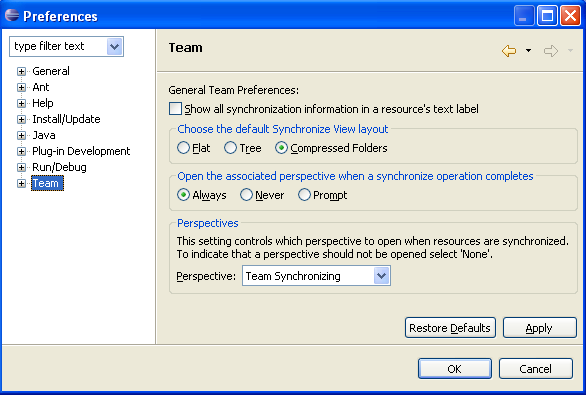 Preferences
type filter text
General
Ant
Help
Install/Update
Java
Plug-in Development
Run/Debug
Team
Team
General Team Preferences:
Show all synchronization information in a resource's text label
Choose the default Synchronize View layout
Flat Tree Compressed Folders
Open the associated perspective when a synchronize operation completes
Always Never Prompt
Perspectives
This setting controls which perspective to open when resources are synchronized.
To indicate that a perspective should not be opened select 'None'.
Perspective: Team Synchronizing
Restore Defaults Apply
OK Cancel